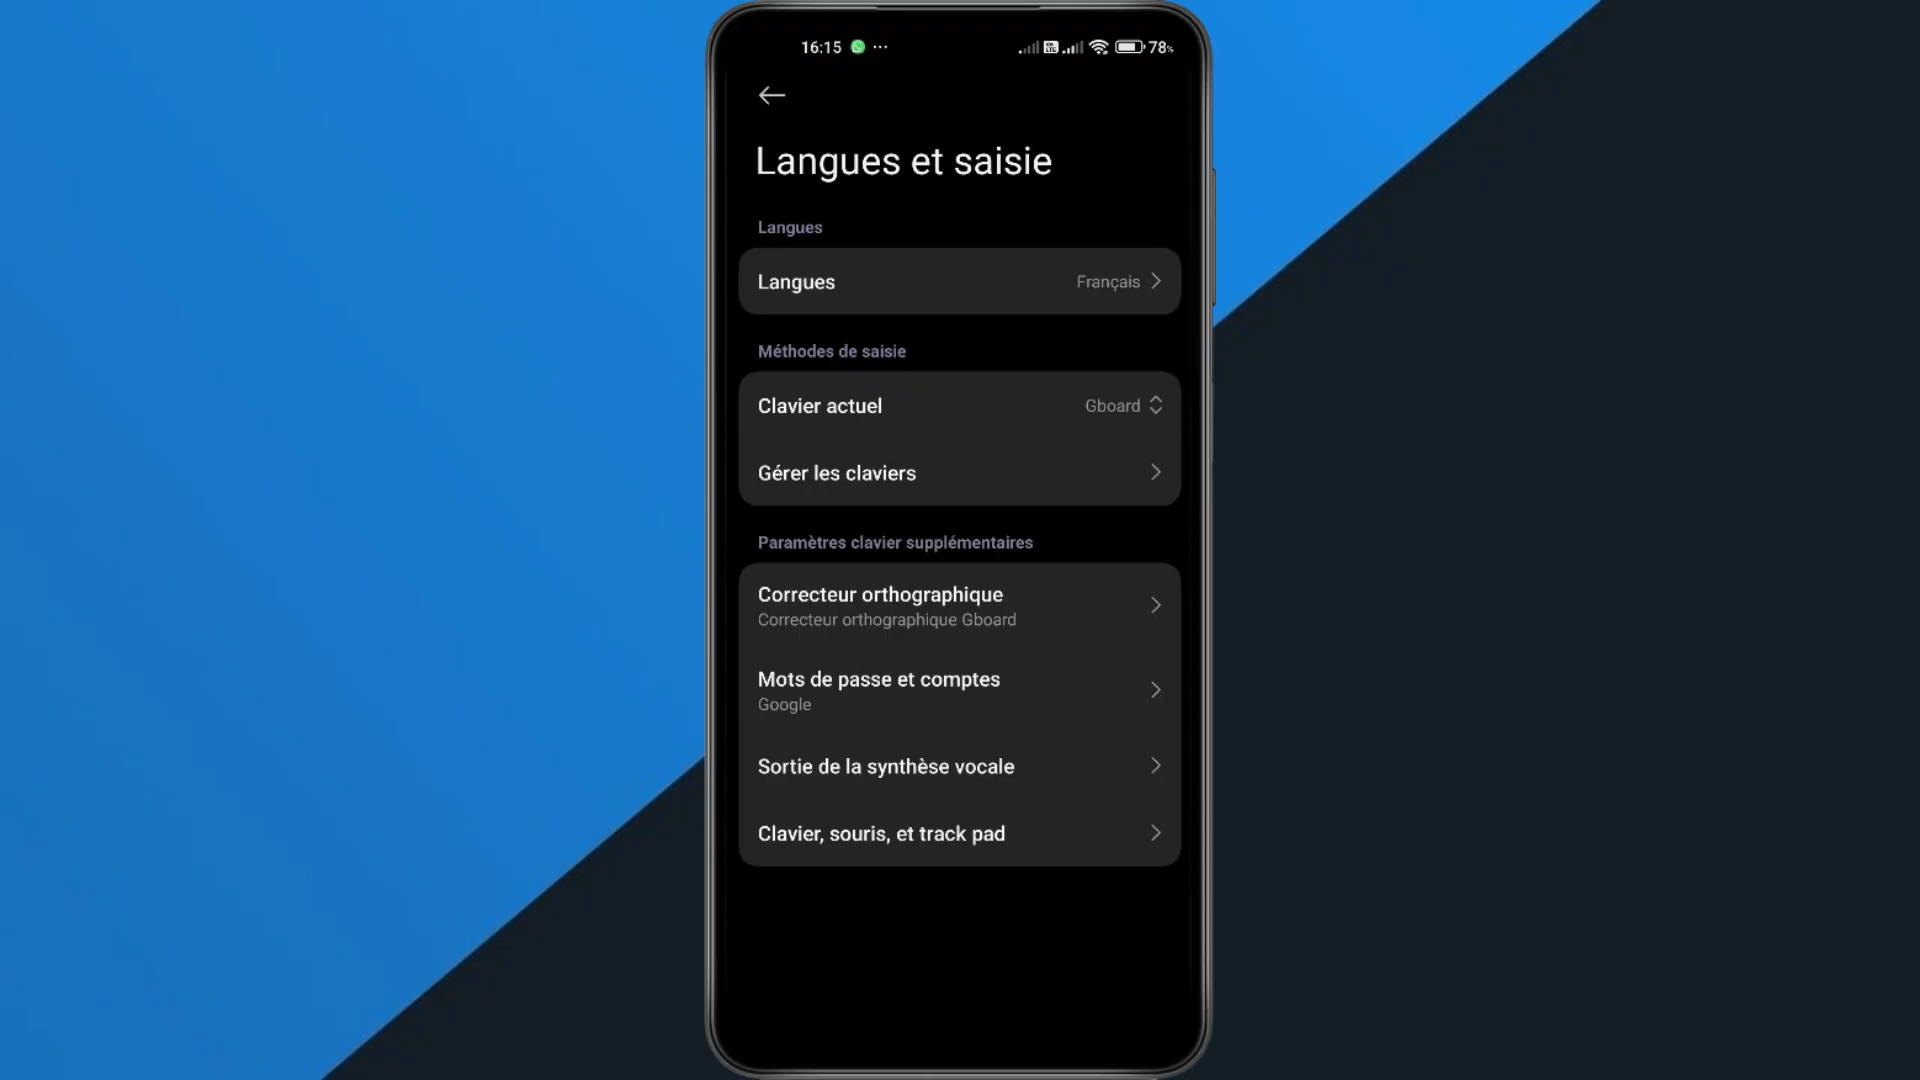 16:15 ... 78%
Langues et saisie
Langues
Langues Français
Méthodes de saisie
Clavier actuel Gboard
Gérer les claviers
Paramètres clavier supplémentaires
Correcteur orthographique
Correcteur orthographique Gboard
Mots de passe et comptes
Google
Sortie de la synthèse vocale
Clavier, souris, et track pad